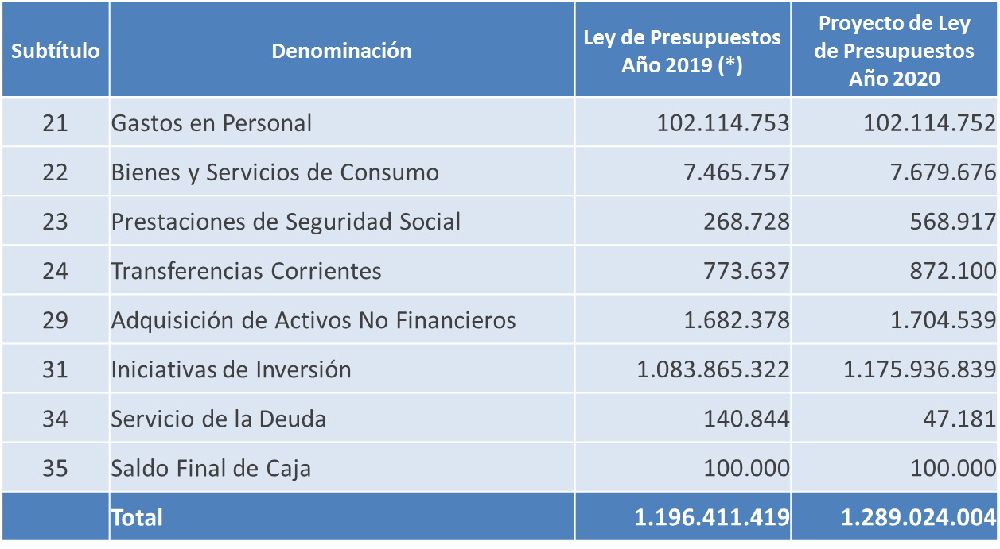 Subtítulo Denominación Ley de Presupuestos Año 2019 (*) Proyecto de Ley de Presupuestos Año 2020
21 Gastos en Personal 102.114.753 102.114.752
22 Bienes y Servicios de Consumo 7.465.757 7.679.676
23 Prestaciones de Seguridad Social 268.728 568.917
24 Transferencias Corrientes 773.637 872.100
29 Adquisición de Activos No Financieros 1.682.378 1.704.539
31 Iniciativas de Inversión 1.083.865.322 1.175.936.839
34 Servicio de la Deuda 140.844 47.181
35 Saldo Final de Caja 100.000 100.000
Total 1.196.411.419 1.289.024.004